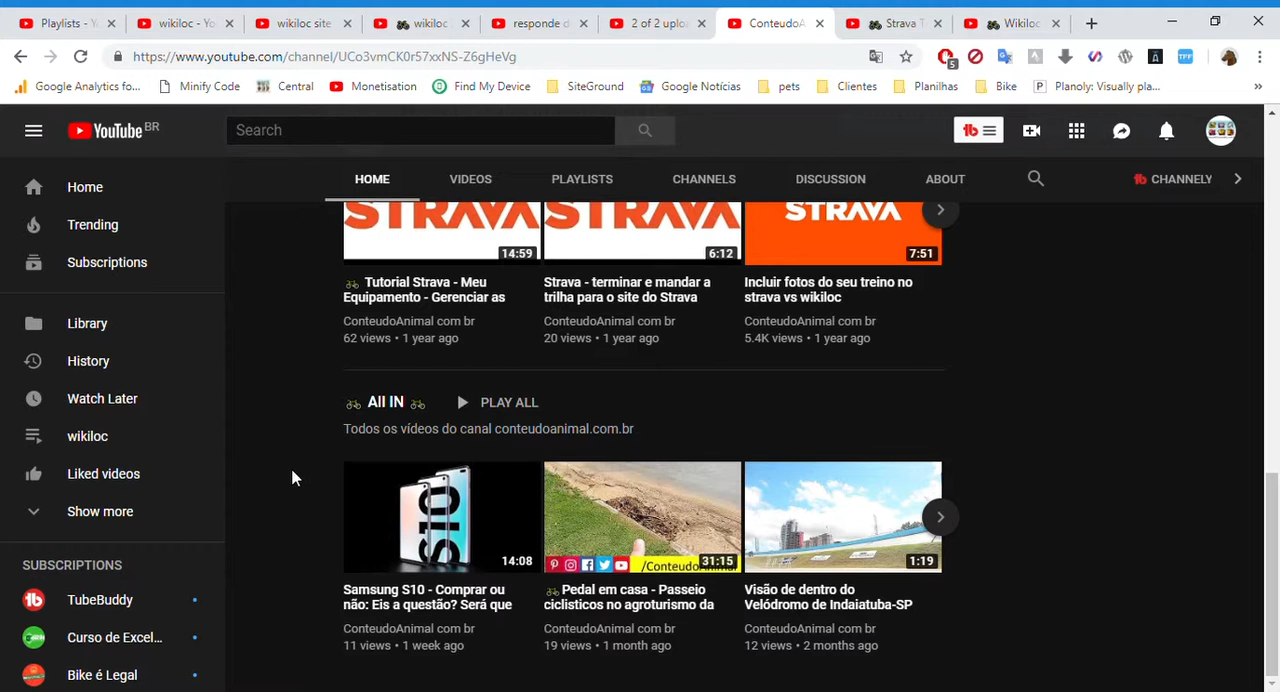 Playlists - Y
wikiloc - Yo
wikiloc site
wikiloc
responde d
2 of 2 uplo
ConteudoA
Strava T
Wikiloc
https://www.youtube.com/channel/UCo3vmCK0r57xxNS-Z6gHeVg
5
TFF
Google Analytics fo...
Minify Code
Central
Monetisation
Find My Device
SiteGround
Google Notícias
pets
Clientes
Planilhas
Bike
Planoly: Visually pla...
YouTube BR
Search
HOME
VIDEOS
PLAYLISTS
CHANNELS
DISCUSSION
ABOUT
CHANNELY
Home
Trending
Subscriptions
Library
History
Watch Later
wikiloc
Liked videos
Show more
SUBSCRIPTIONS
TubeBuddy
Curso de Excel...
Bike é Legal
STRAVA
STRAVA
STRAVA
14:59
6:12
7:51
Tutorial Strava - Meu
Equipamento - Gerenciar as
ConteudoAnimal com br
62 views • 1 year ago
Strava - terminar e mandar a
trilha para o site do Strava
ConteudoAnimal com br
20 views • 1 year ago
Incluir fotos do seu treino no
strava vs wikiloc
ConteudoAnimal com br
5.4K views • 1 year ago
All IN
PLAY ALL
Todos os vídeos do canal conteudoanimal.com.br
S10
14:08
/ConteudoAnimal
31:15
1:19
Samsung S10 - Comprar ou
não: Eis a questão? Será que
ConteudoAnimal com br
11 views • 1 week ago
Pedal em casa - Passeio
ciclisticos no agroturismo da
ConteudoAnimal com br
19 views • 1 month ago
Visão de dentro do
Velódromo de Indaiatuba-SP
ConteudoAnimal com br
12 views • 2 months ago